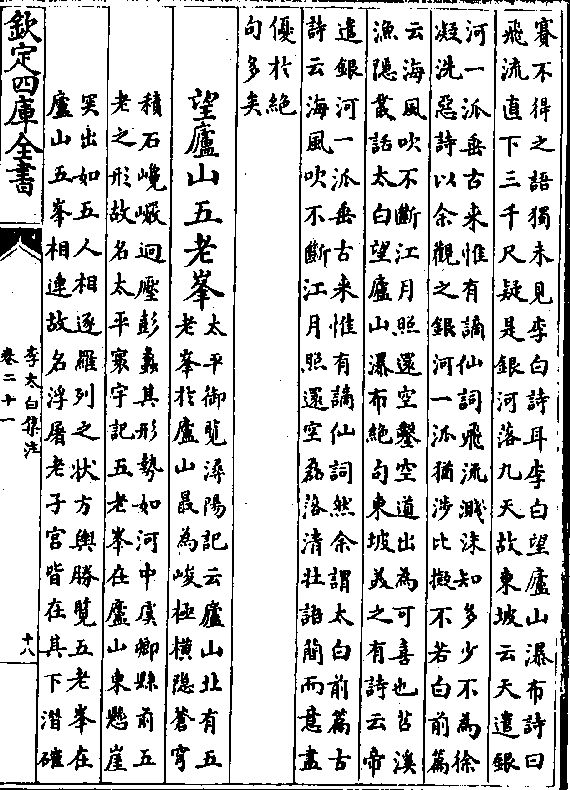 賽不得之語獨未見李白詩耳李白望廬山瀑布詩曰
飛流直下三千尺疑是銀河落九天故東坡云天遣銀
河一派垂古來惟有謫仙詞飛流濺沫知多少不為徐
凝洗惡詩以余觀之銀河一派猶涉比擬不若白前篇
云海風吹不斷江月照還空鑿空道出為可喜也苕溪
漁隱叢話太白望廬山瀑布絕句東坡美之有詩云帝
遣銀河一派垂古來惟有謫仙詞然余謂太白前篇古
詩云海風吹不斷江月照還空磊落清壯語簡而意盡
優於絕
句多矣
望廬山五老峯
太平御覽潯陽記云廬山北有五
老峯於廬山最為峻極橫隱蒼穹
積石巉巖迥壓彭蠡其形勢如河中虞鄉縣前五
老之形故名太平寰宇記五老峯在廬山東懸崖
突出如五人相逐羅列之狀方輿勝覽五老峯在
廬山五峯相連故名浮屠老子宮皆在其下潛確
欽定四庫全書
李太白集注
卷二十一
十八